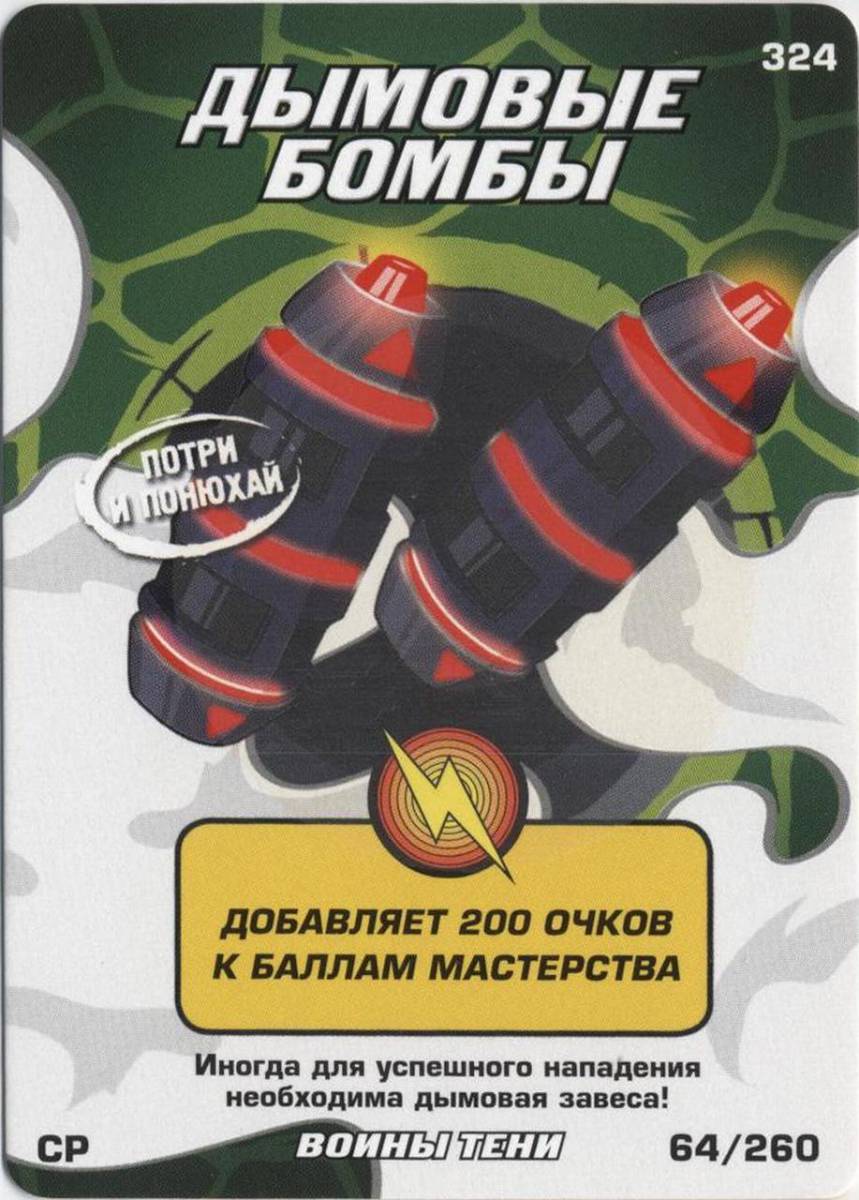 324
ДЫМОВЫЕ
БОМБЫ
ПОТРИ
И ПОНЮХАЙ
ДОБАВЛЯЕТ 200 ОЧКОВ
К БАЛЛАМ МАСТЕРСТВА
Иногда для успешного нападения
необходима дымовая завеса!
СР
ВОИНЫ ТЕНИ
64/260